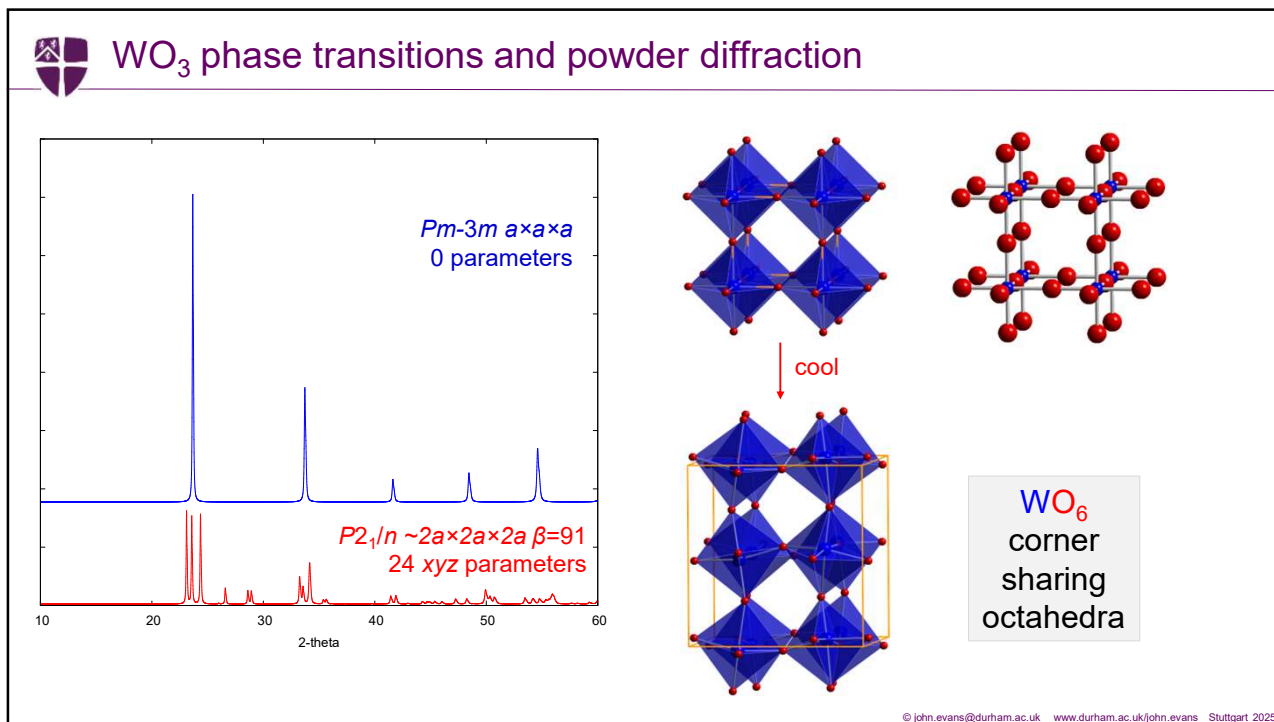 WO₃ phase transitions and powder diffraction
Pm-3m a×a×a
0 parameters
P2₁/n ~2a×2a×2a β=91
24 xyz parameters
10 20 30 40 50 60
2-theta
cool
WO₆
corner
sharing
octahedra
© john.evans@durham.ac.uk www.durham.ac.uk/john.evans Stuttgart 2025